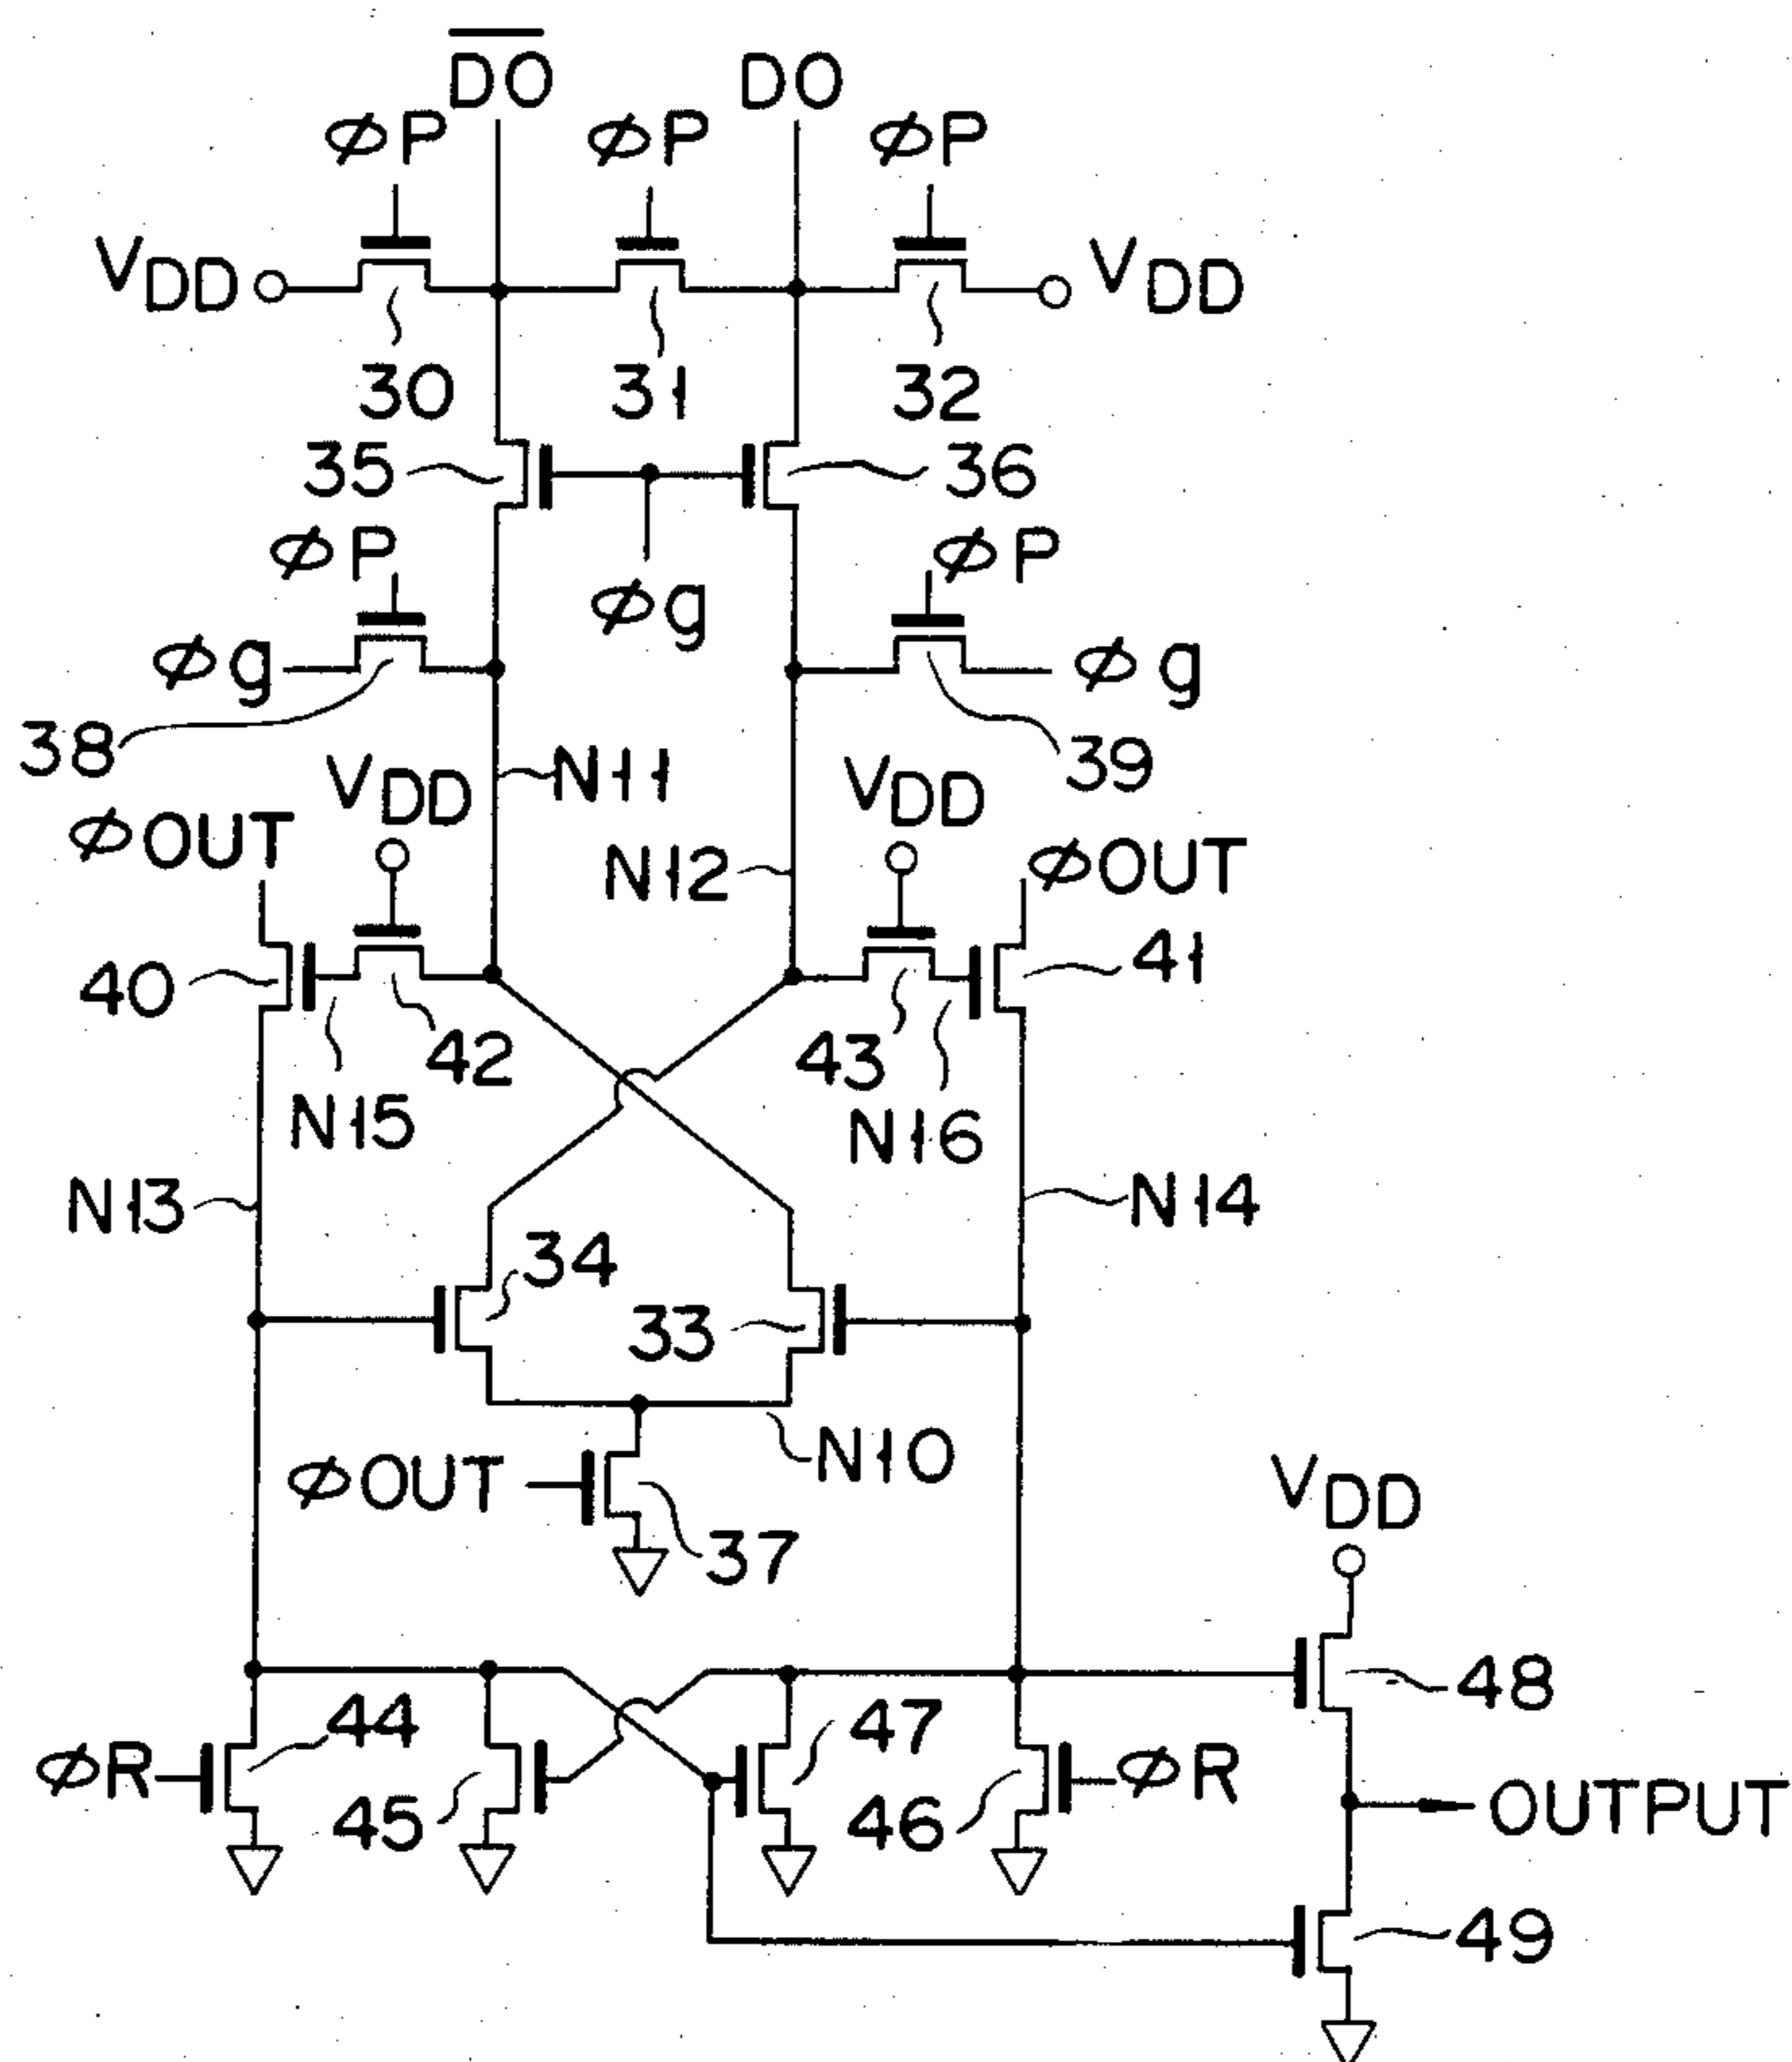 D̅O̅ DO
φP φP φP
VDD VDD
30 31 32
35 36
φP φP
φg φg φg
38 39
VDD N11 VDD
φOUT N12 φOUT
40 41
42 43
N15 N16
N13 N14
34
33
N10
φOUT VDD
37
48
44 47
φR φR
45 46 OUTPUT
49